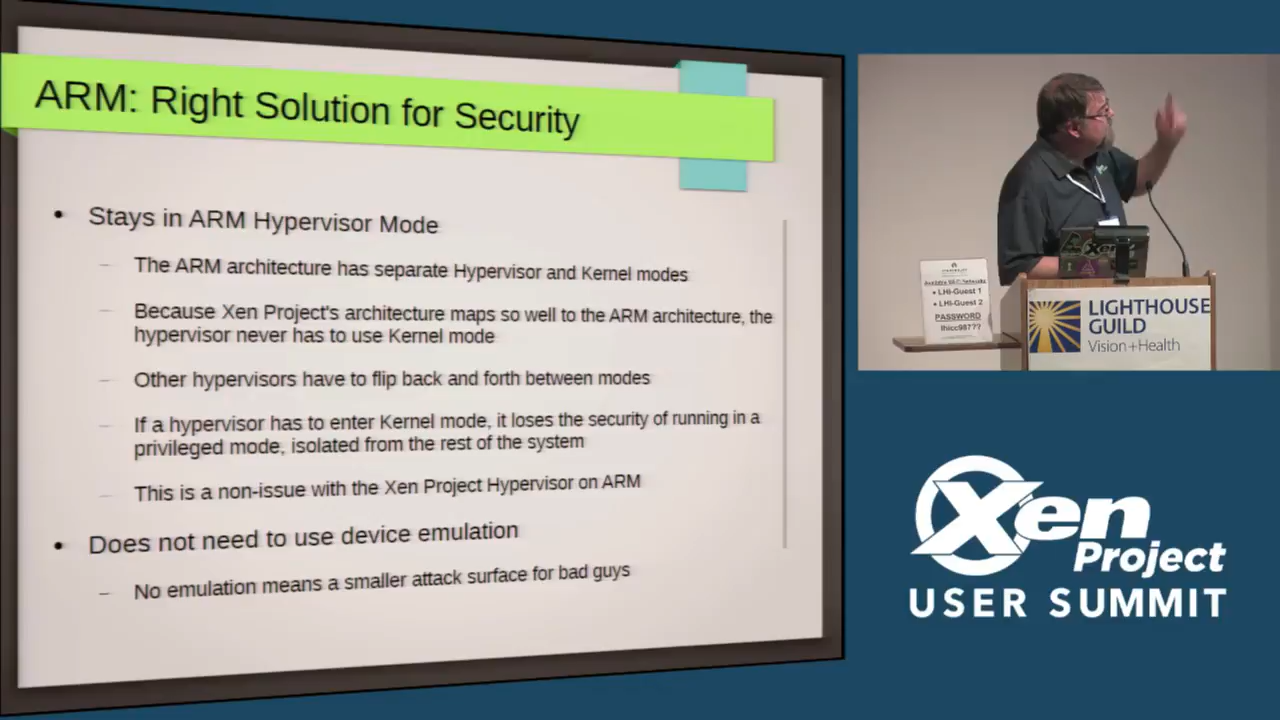 ARM: Right Solution for Security
• Stays in ARM Hypervisor Mode
– The ARM architecture has separate Hypervisor and Kernel modes
– Because Xen Project's architecture maps so well to the ARM architecture, the
hypervisor never has to use Kernel mode
– Other hypervisors have to flip back and forth between modes
– If a hypervisor has to enter Kernel mode, it loses the security of running in a
privileged mode, isolated from the rest of the system
– This is a non-issue with the Xen Project Hypervisor on ARM
• Does not need to use device emulation
– No emulation means a smaller attack surface for bad guys
Available Wi-Fi Networks
• LHI-Guest 1
• LHI-Guest 2
PASSWORD
lhicc987??
LIGHTHOUSE
GUILD
Vision+Health
Xen
Project
USER SUMMIT